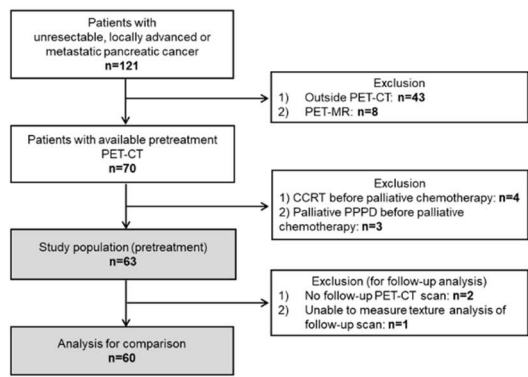 Patients with
unresectable, locally advanced or
metastatic pancreatic cancer
n=121
Exclusion
1) Outside PET-CT: n=43
2) PET-MR: n=8
Patients with available pretreatment
PET-CT
n=70
Exclusion
1) CCRT before palliative chemotherapy: n=4
2) Palliative PPPD before palliative
chemotherapy: n=3
Study population (pretreatment)
n=63
Exclusion (for follow-up analysis)
1) No follow-up PET-CT scan: n=2
2) Unable to measure texture analysis of
follow-up scan: n=1
Analysis for comparison
n=60